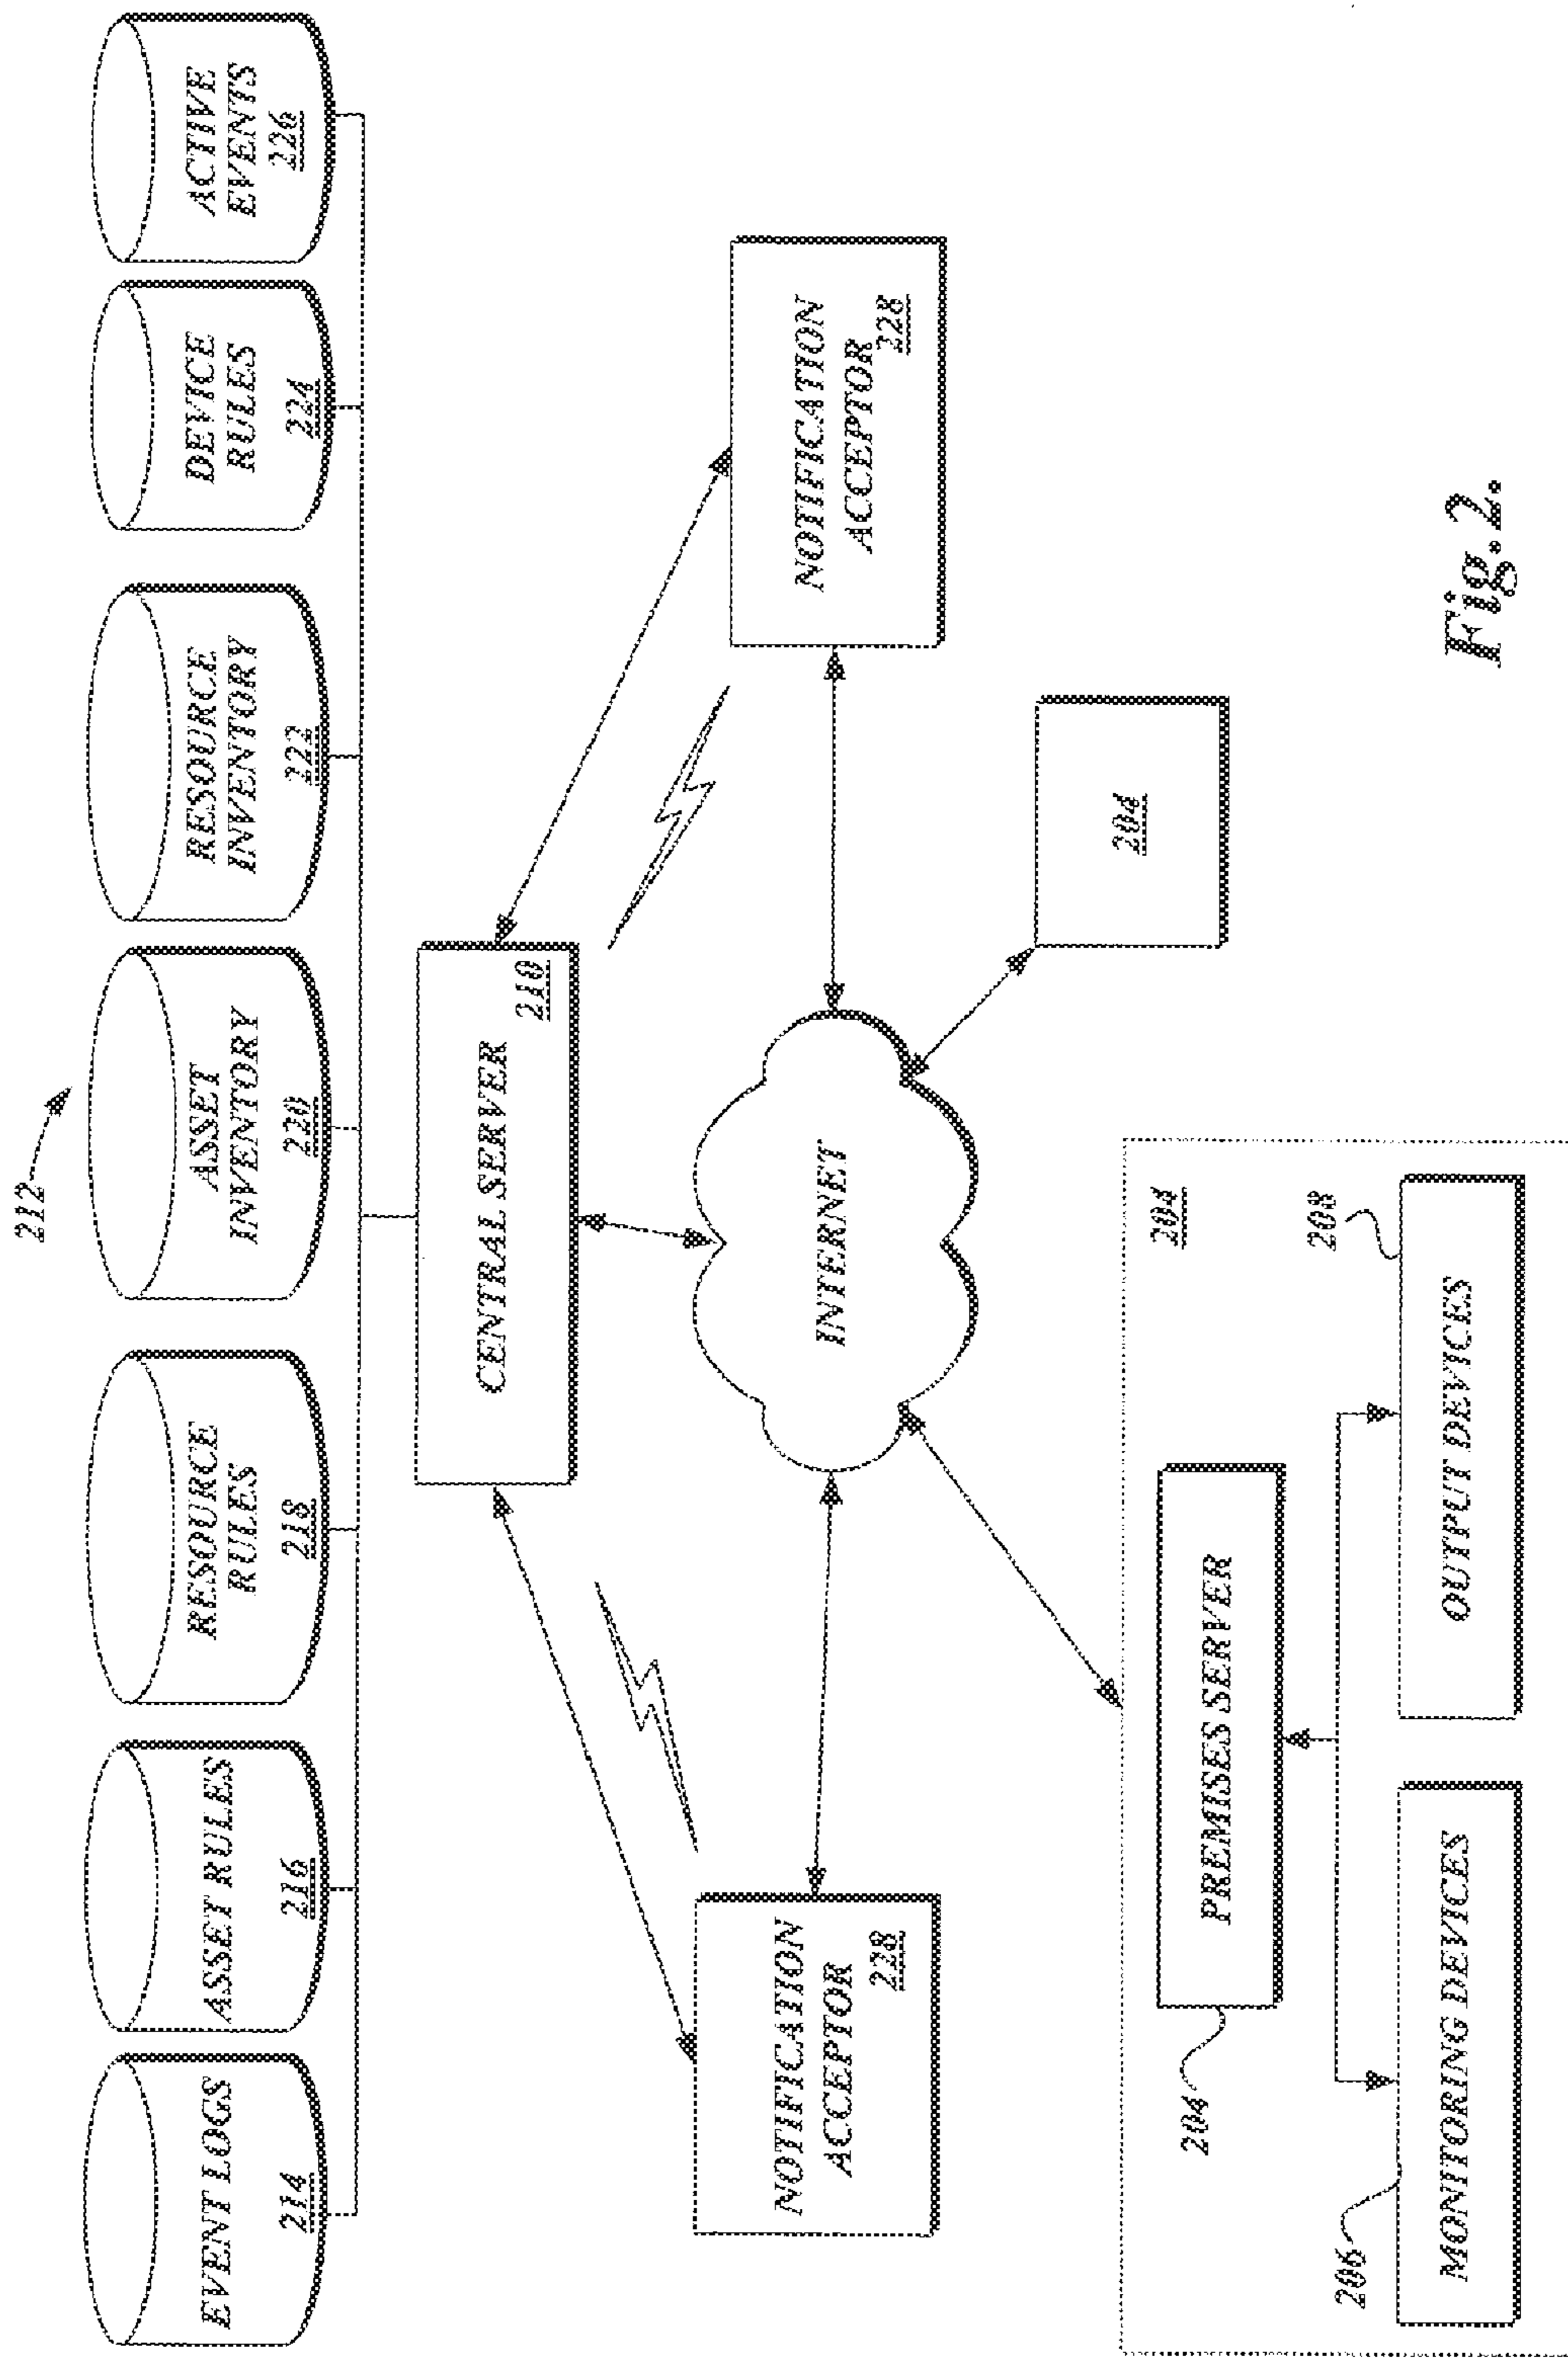 212
EVENT LOGS
214
ASSET RULES
216
RESOURCE
RULES
218
ASSET
INVENTORY
220
RESOURCE
INVENTORY
222
DEVICE
RULES
224
ACTIVE
EVENTS
226
CENTRAL SERVER
210
NOTIFICATION
ACCEPTOR
228
INTERNET
NOTIFICATION
ACCEPTOR
228
204
204
PREMISES SERVER
204
206
MONITORING DEVICES
208
OUTPUT DEVICES
Fig.2.